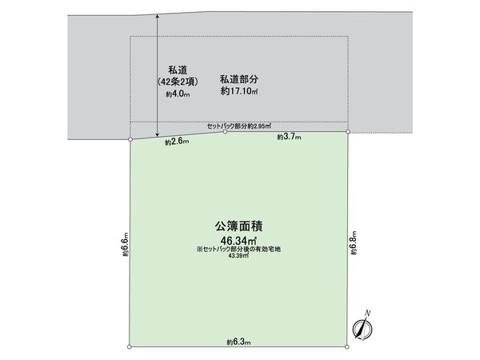 私道
(42条2項)
約4.0m
私道部分
約17.10㎡
セットバック部分約2.95㎡
約2.6m
約3.7m
公簿面積
46.34㎡
※セットバック部分後の有効宅地
43.39㎡
約6.6m
約6.8m
約6.3m
N